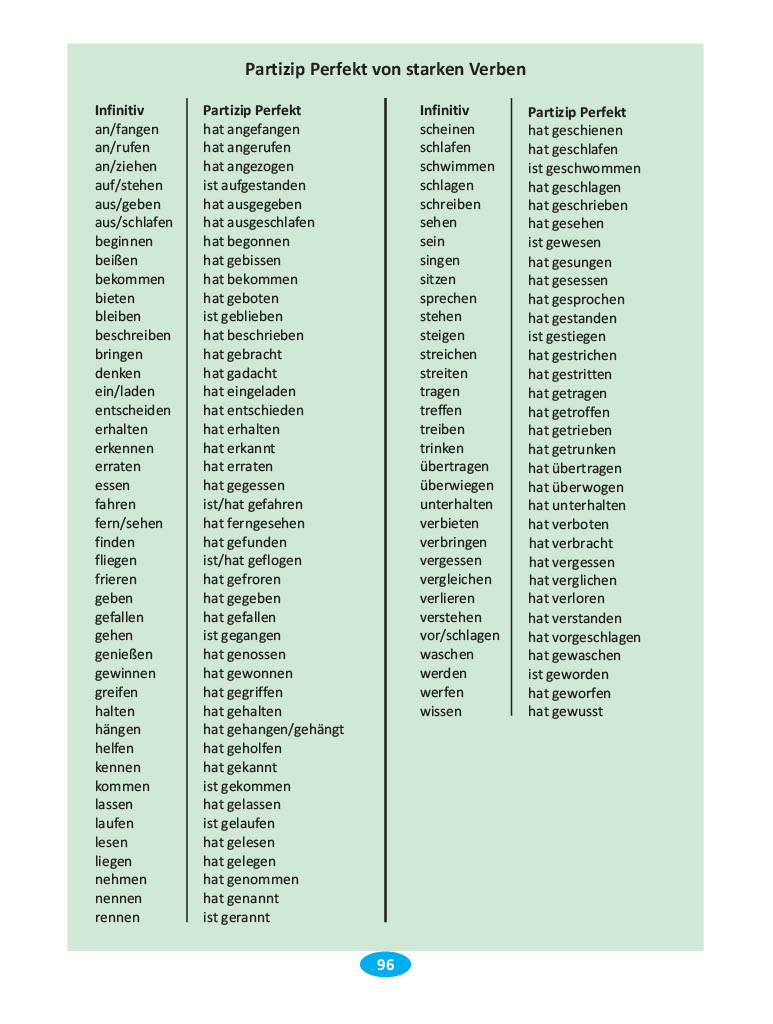 Partizip Perfekt von starken Verben
Infinitiv Partizip Perfekt
an/fangen hat angefangen
an/rufen hat angerufen
an/ziehen hat angezogen
auf/stehen ist aufgestanden
aus/geben hat ausgegeben
aus/schlafen hat ausgeschlafen
beginnen hat begonnen
beißen hat gebissen
bekommen hat bekommen
bieten hat geboten
bleiben ist geblieben
beschreiben hat beschrieben
bringen hat gebracht
denken hat gadacht
ein/laden hat eingeladen
entscheiden hat entschieden
erhalten hat erhalten
erkennen hat erkannt
erraten hat erraten
essen hat gegessen
fahren ist/hat gefahren
fern/sehen hat ferngesehen
finden hat gefunden
fliegen ist/hat geflogen
frieren hat gefroren
geben hat gegeben
gefallen hat gefallen
gehen ist gegangen
genießen hat genossen
gewinnen hat gewonnen
greifen hat gegriffen
halten hat gehalten
hängen hat gehangen/gehängt
helfen hat geholfen
kennen hat gekannt
kommen ist gekommen
lassen hat gelassen
laufen ist gelaufen
lesen hat gelesen
liegen hat gelegen
nehmen hat genommen
nennen hat genannt
rennen ist gerannt
Infinitiv Partizip Perfekt
scheinen hat geschienen
schlafen hat geschlafen
schwimmen ist geschwommen
schlagen hat geschlagen
schreiben hat geschrieben
sehen hat gesehen
sein ist gewesen
singen hat gesungen
sitzen hat gesessen
sprechen hat gesprochen
stehen hat gestanden
steigen ist gestiegen
streichen hat gestrichen
streiten hat gestritten
tragen hat getragen
treffen hat getroffen
treiben hat getrieben
trinken hat getrunken
übertragen hat übertragen
überwiegen hat überwogen
unterhalten hat unterhalten
verbieten hat verboten
verbringen hat verbracht
vergessen hat vergessen
vergleichen hat verglichen
verlieren hat verloren
verstehen hat verstanden
vor/schlagen hat vorgeschlagen
waschen hat gewaschen
werden ist geworden
werfen hat geworfen
wissen hat gewusst
96